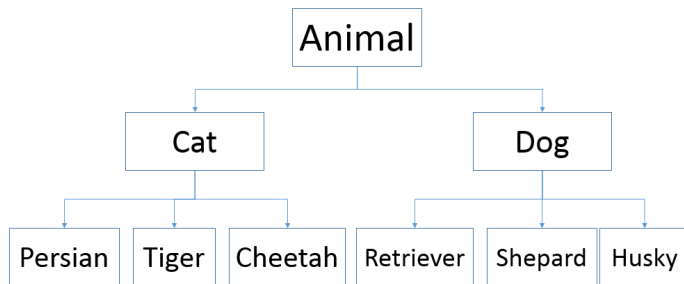 Animal
Cat
Dog
Persian
Tiger
Cheetah
Retriever
Shepard
Husky